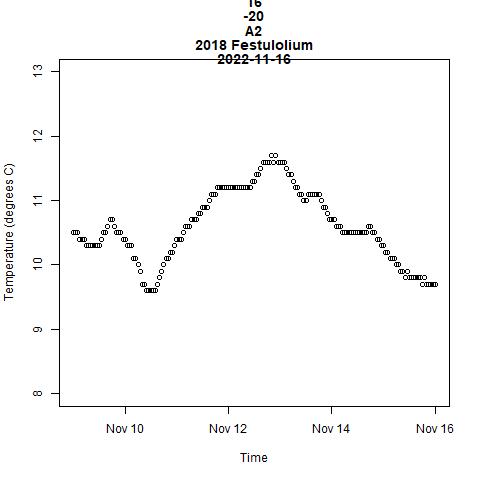 16
-20
A2
2018 Festulolium
2022-11-16
13
12
11
10
9
8
Temperature (degrees C)
Nov 10
Nov 12
Nov 14
Nov 16
Time